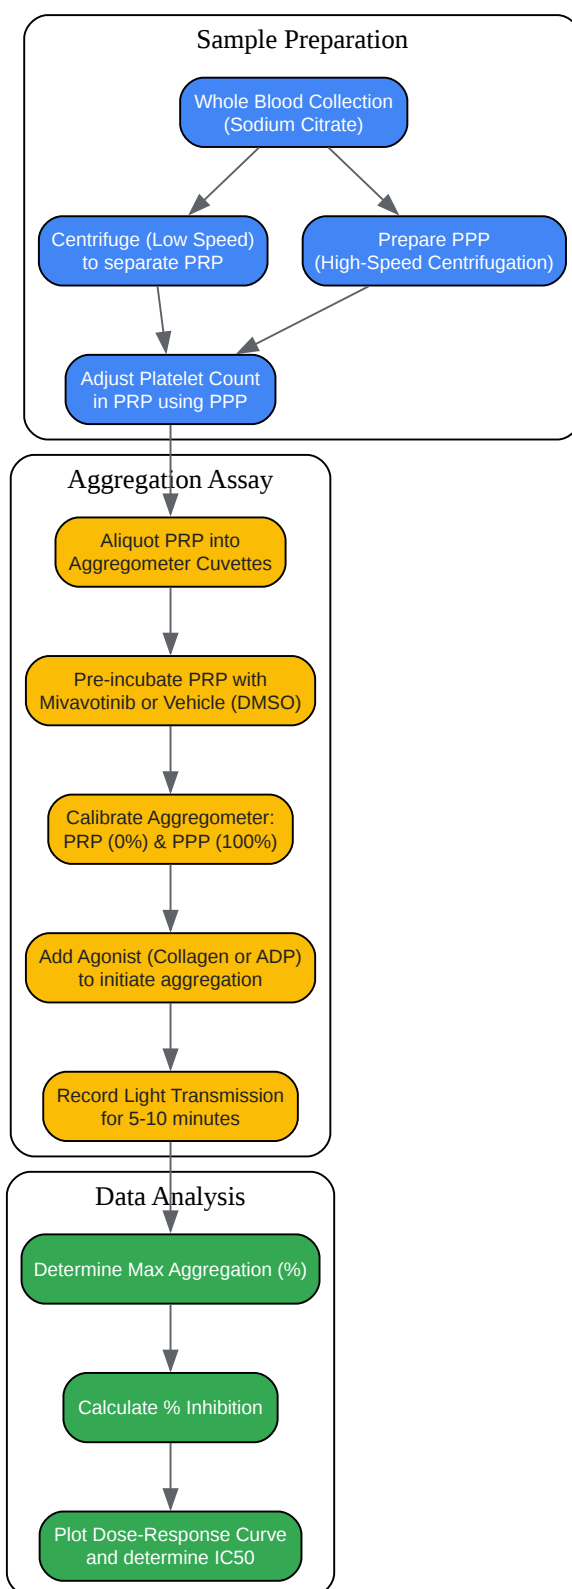 Sample Preparation
Whole Blood Collection
(Sodium Citrate)
Centrifuge (Low Speed)
to separate PRP
Prepare PPP
(High-Speed Centrifugation)
Adjust Platelet Count
in PRP using PPP
Aggregation Assay
Aliquot PRP into
Aggregometer Cuvettes
Pre-incubate PRP with
Mivavotinib or Vehicle (DMSO)
Calibrate Aggregometer:
PRP (0%) & PPP (100%)
Add Agonist (Collagen or ADP)
to initiate aggregation
Record Light Transmission
for 5-10 minutes
Data Analysis
Determine Max Aggregation (%)
Calculate % Inhibition
Plot Dose-Response Curve
and determine IC50